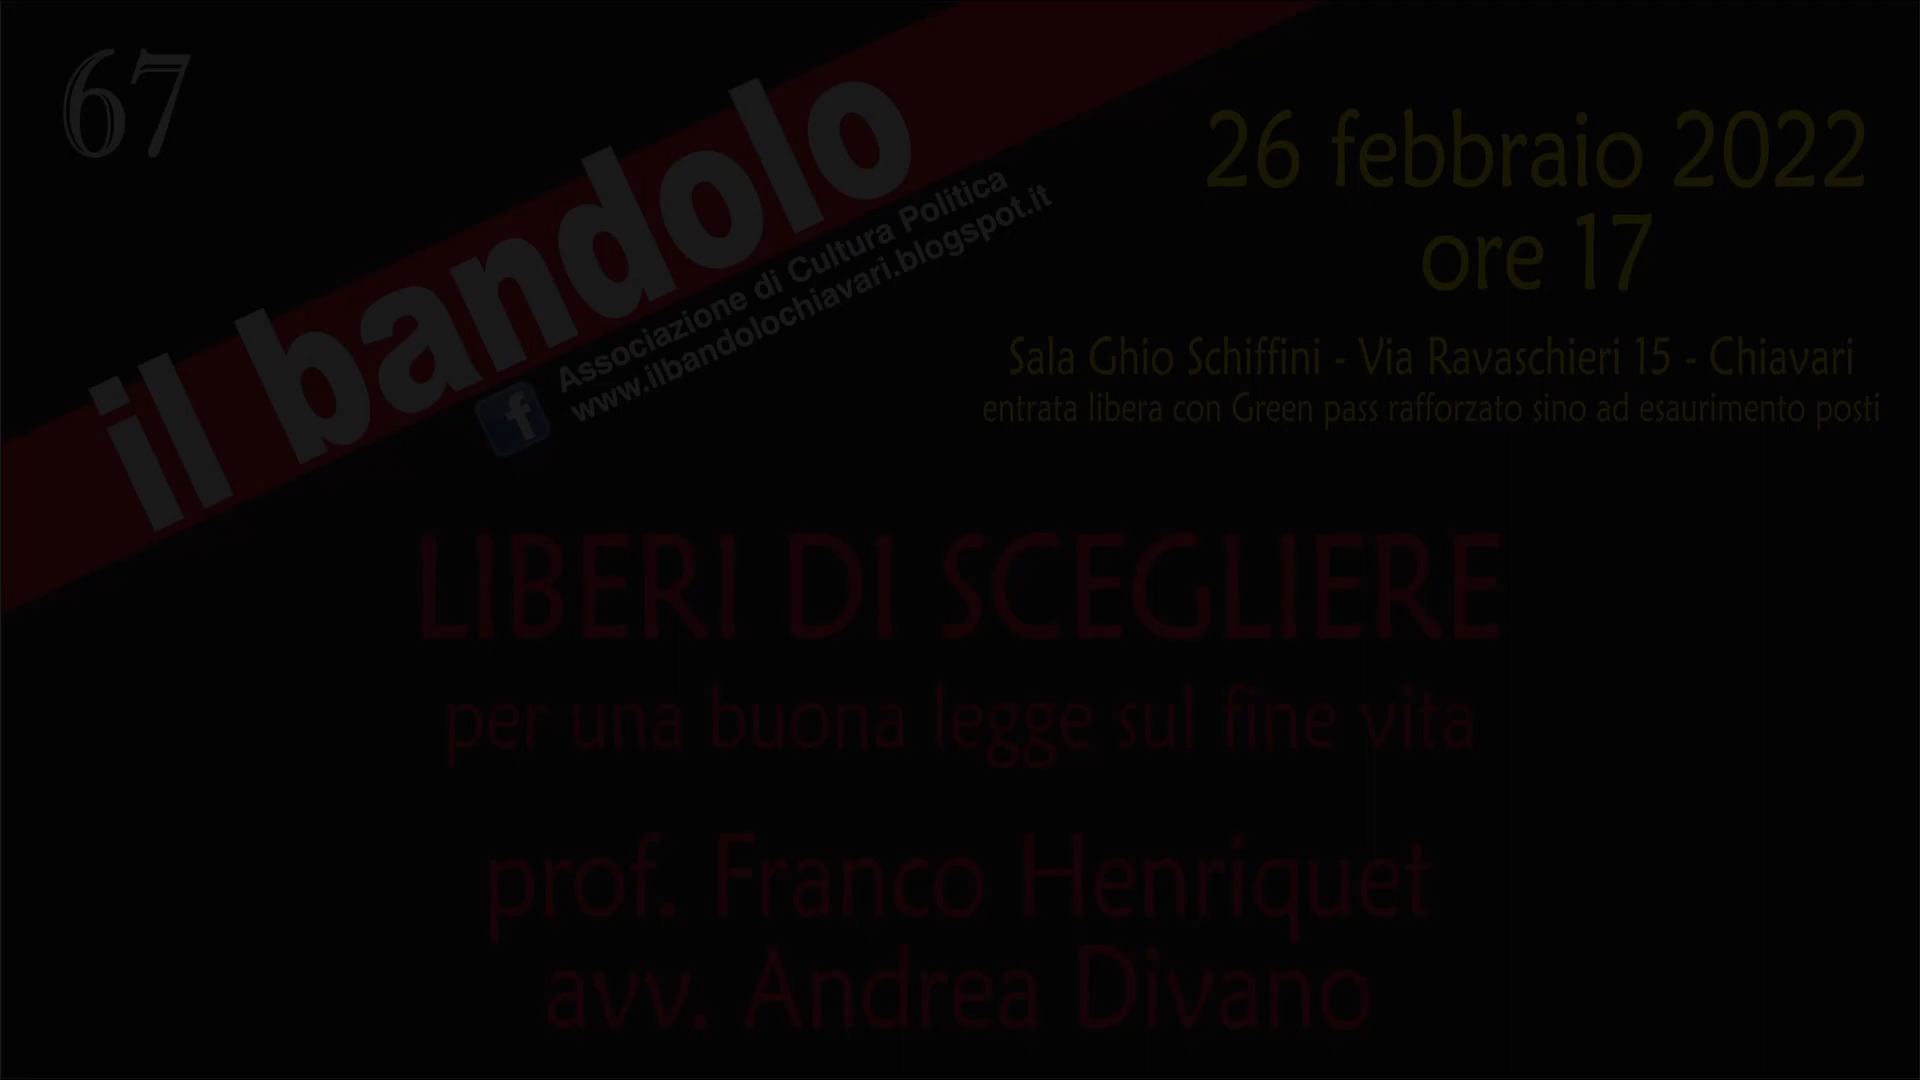 67
il bandolo
Associazione di Cultura Politica
www.ilbandolochiavari.blogspot.it
f
26 febbraio 2022
ore 17
Sala Ghio Schiffini - Via Ravaschieri 15 - Chiavari
entrata libera con Green pass rafforzato sino ad esaurimento posti
LIBERI DI SCEGLIERE
per una buona legge sul fine vita
prof. Franco Henriquet
avv. Andrea Divano